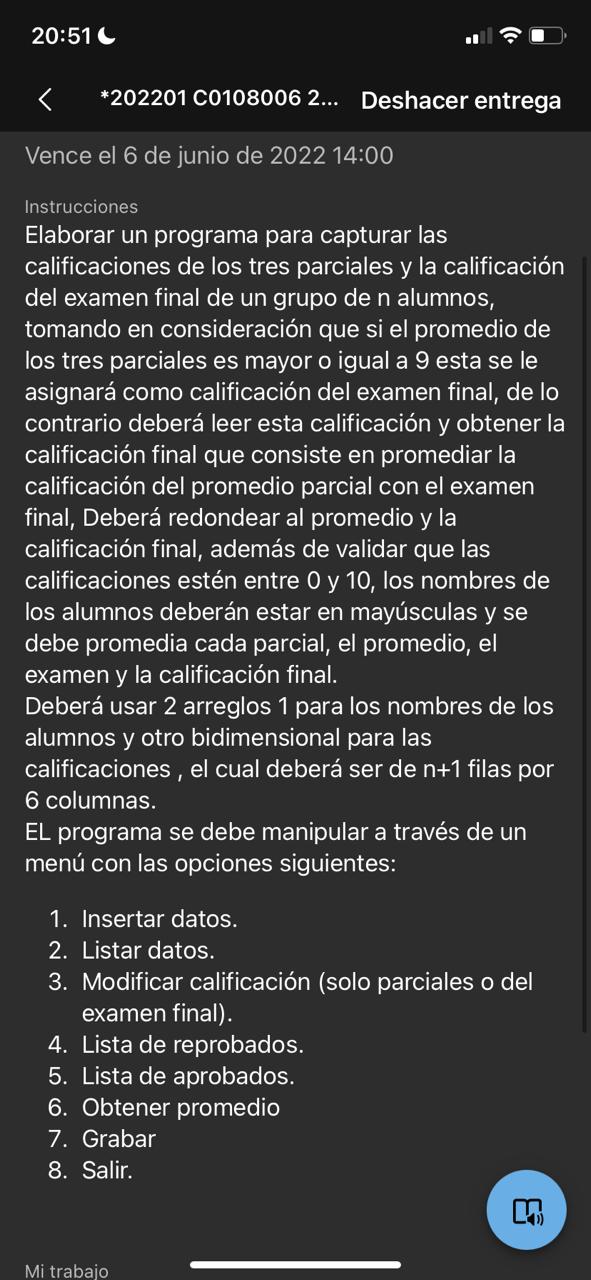 20:51
*202201 C0108006 2... Deshacer entrega
Vence el 6 de junio de 2022 14:00
Instrucciones
Elaborar un programa para capturar las
calificaciones de los tres parciales y la calificación
del examen final de un grupo de n alumnos,
tomando en consideración que si el promedio de
los tres parciales es mayor o igual a 9 esta se le
asignará como calificación del examen final, de lo
contrario deberá leer esta calificación y obtener la
calificación final que consiste en promediar la
calificación del promedio parcial con el examen
final, Deberá redondear al promedio y la
calificación final, además de validar que las
calificaciones estén entre 0 y 10, los nombres de
los alumnos deberán estar en mayúsculas y se
debe promedia cada parcial, el promedio, el
examen y la calificación final.
Deberá usar 2 arreglos 1 para los nombres de los
alumnos y otro bidimensional para las
calificaciones , el cual deberá ser de n+1 filas por
6 columnas.
EL programa se debe manipular a través de un
menú con las opciones siguientes:
1. Insertar datos.
2. Listar datos.
3. Modificar calificación (solo parciales o del
examen final).
4. Lista de reprobados.
5. Lista de aprobados.
6. Obtener promedio
7. Grabar
8. Salir.
Mi trabajo